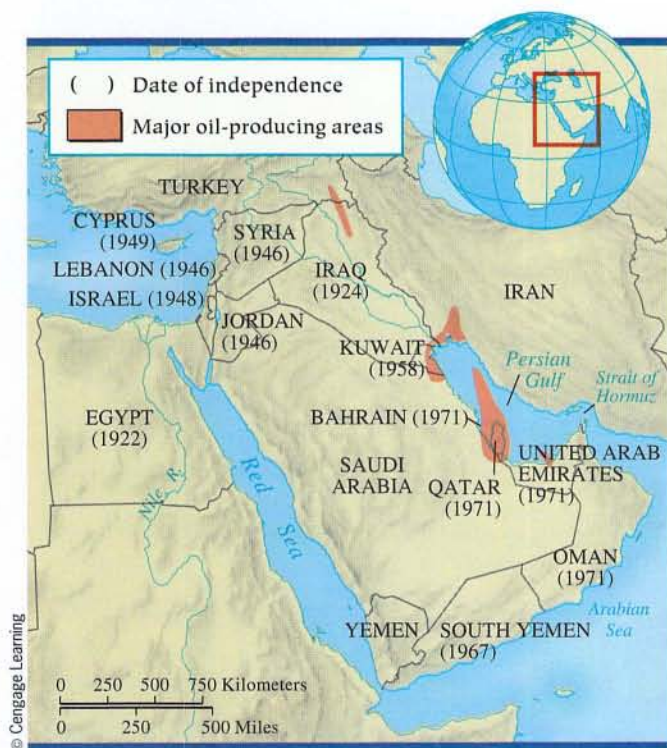 ( ) Date of independence
Major oil-producing areas
TURKEY
CYPRUS
(1949)
SYRIA
(1946)
LEBANON (1946)
IRAQ
(1924)
IRAN
ISRAEL (1948)
JORDAN
(1946)
KUWAIT
(1958)
Persian
Gulf
Strait of
Hormuz
EGYPT
(1922)
BAHRAIN (1971)
Nile R.
Red Sea
SAUDI
ARABIA
QATAR
(1971)
UNITED ARAB
EMIRATES
(1971)
OMAN
(1971)
Arabian
Sea
YEMEN
SOUTH YEMEN
(1967)
0 250 500 750 Kilometers
0 250 500 Miles
© Cengage Learning